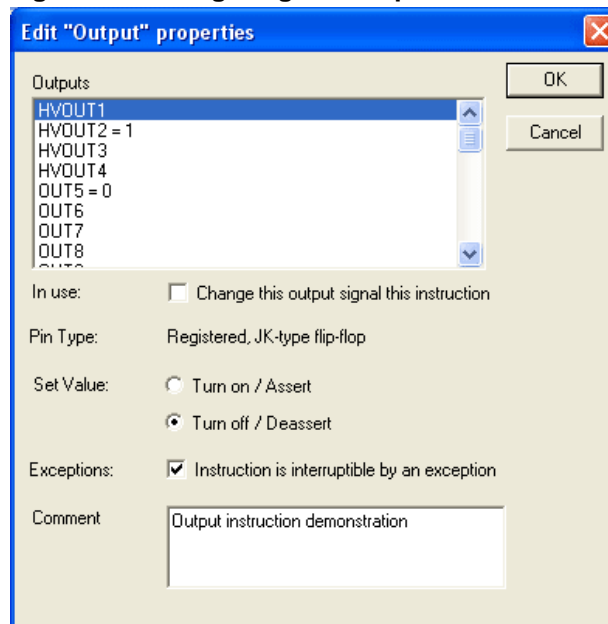 Edit "Output" properties
Outputs
OK
HVOUT1
HVOUT2 = 1
Cancel
HVOUT3
HVOUT4
OUT5 = 0
OUT6
OUT7
OUT8
In use: Change this output signal this instruction
Pin Type: Registered, JK-type flip-flop
Set Value: Turn on / Assert
Turn off / Deassert
Exceptions: Instruction is interruptible by an exception
Comment
Output instruction demonstration